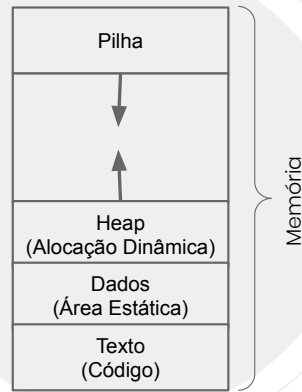 Pilha
Heap
(Alocação Dinâmica)
Dados
(Área Estática)
Texto
(Código)
Memória